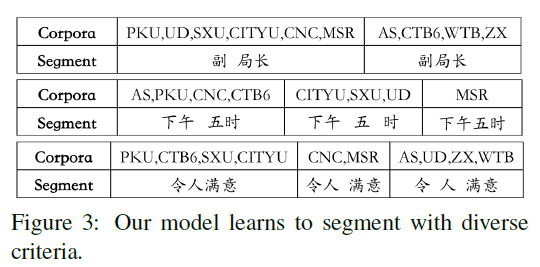 Corpora PKU,UD,SXU,CITYU,CNC,MSR AS,CTB6,WTB,ZX
Segment 副 局长 副局长
Corpora AS,PKU,CNC,CTB6 CITYU,SXU,UD MSR
Segment 下午 五时 下午 五 时 下午五时
Corpora PKU,CTB6,SXU,CITYU CNC,MSR AS,UD,ZX,WTB
Segment 令人满意 令人 满意 令 人 满意
Figure 3: Our model learns to segment with diverse
criteria.